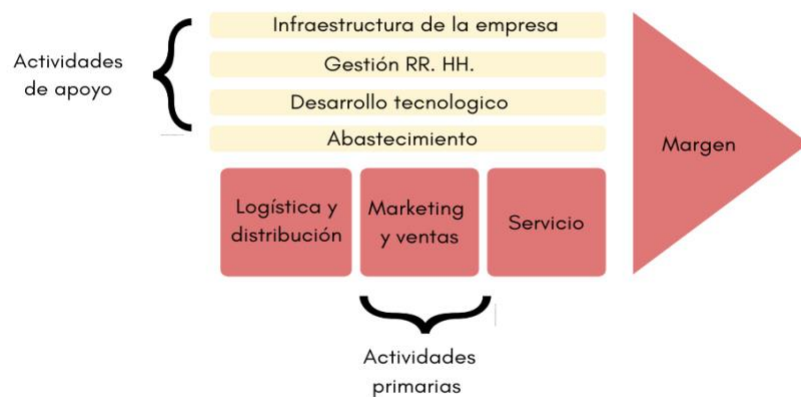 Infraestructura de la empresa
Actividades
de apoyo
Gestión RR. HH.
Desarrollo tecnologico
Abastecimiento
Margen
Logística y
distribución
Marketing
y ventas
Servicio
Actividades
primarias